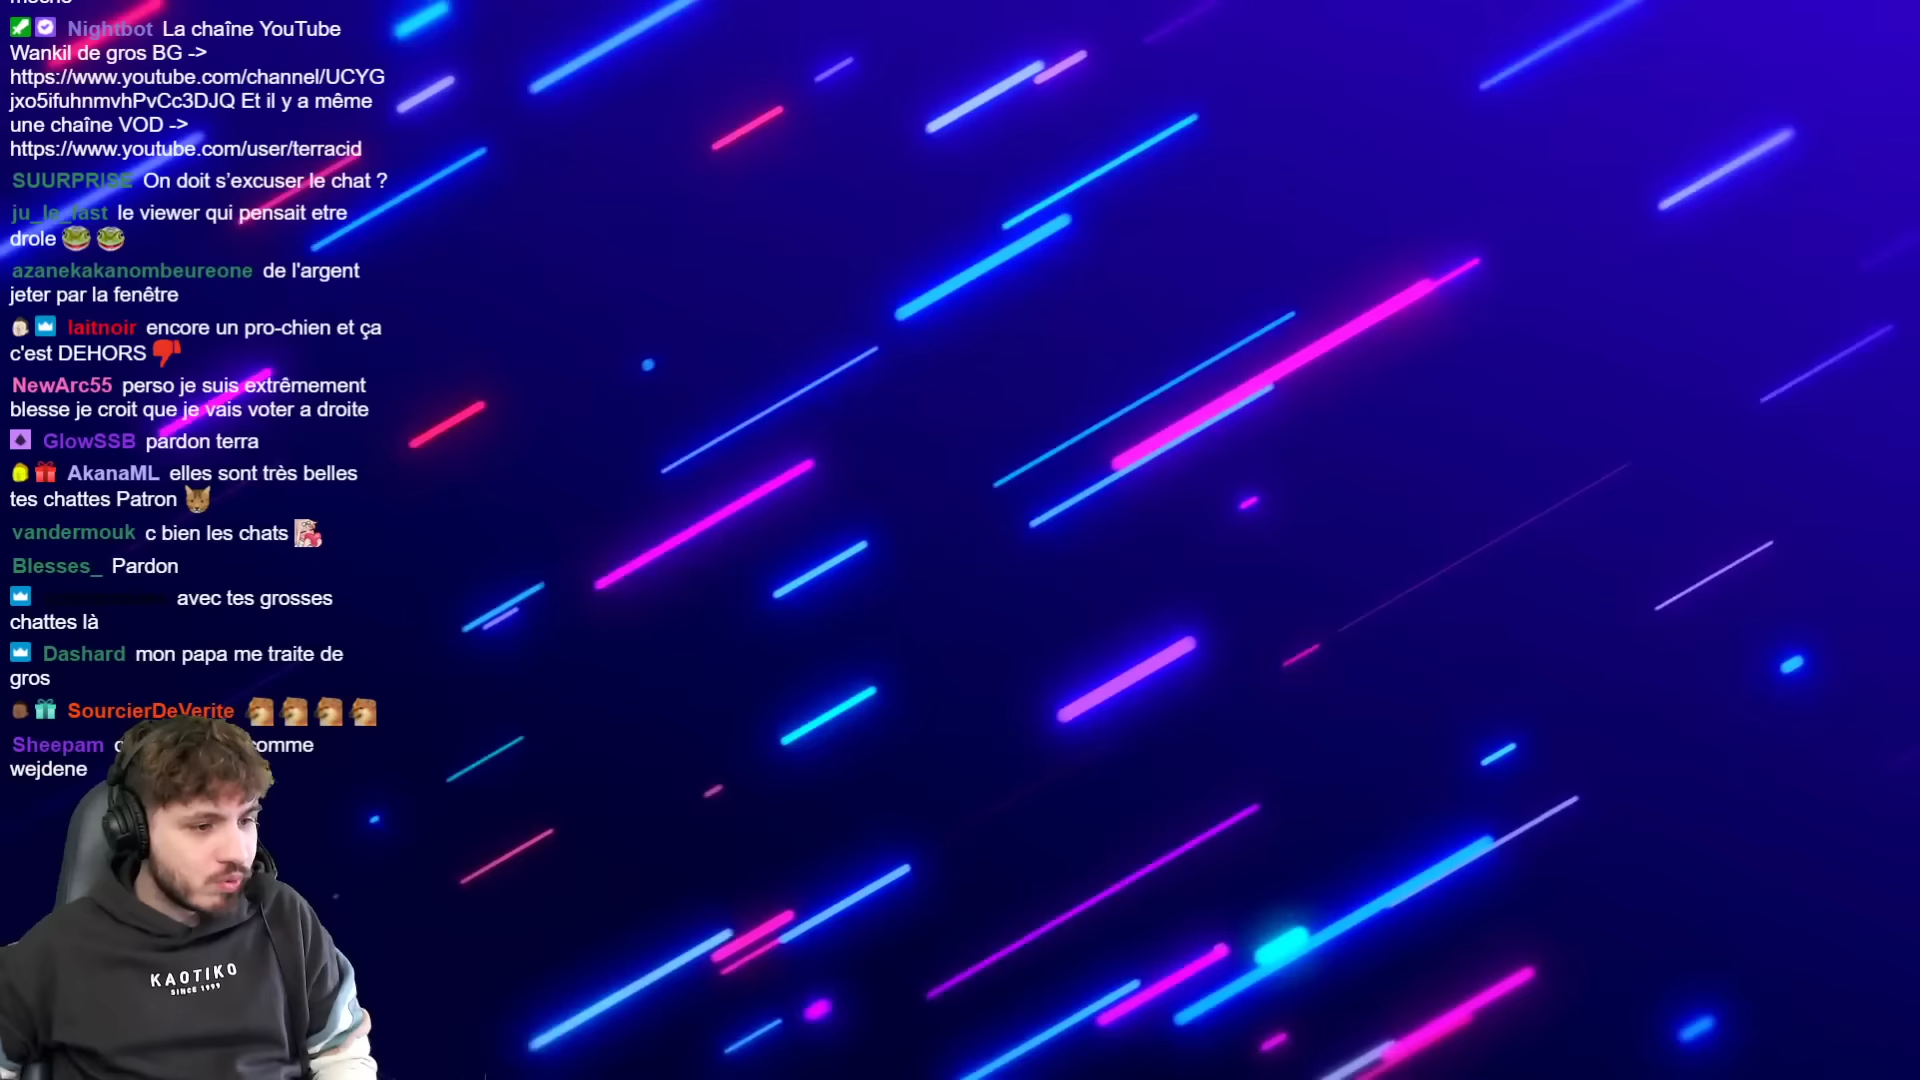 Nightbot La chaîne YouTube
Wankil de gros BG ->
https://www.youtube.com/channel/UCYG
jxo5ifuhnmvhPvCc3DJQ Et il y a même
une chaîne VOD ->
https://www.youtube.com/user/terracid
SUURPRISE On doit s’excuser le chat ?
ju_le_fast le viewer qui pensait etre
drole
azanekakanombeureone de l'argent
jeter par la fenêtre
laitnoir encore un pro-chien et ça
c'est DEHORS
NewArc55 perso je suis extrêmement
blesse je croit que je vais voter a droite
GlowSSB pardon terra
AkanaML elles sont très belles
tes chattes Patron
vandermouk c bien les chats
Blesses_ Pardon
avec tes grosses
chattes là
Dashard mon papa me traite de
gros
SourcierDeVerite
Sheepam comme
wejdene
KAOTIKO
SINCE 1999